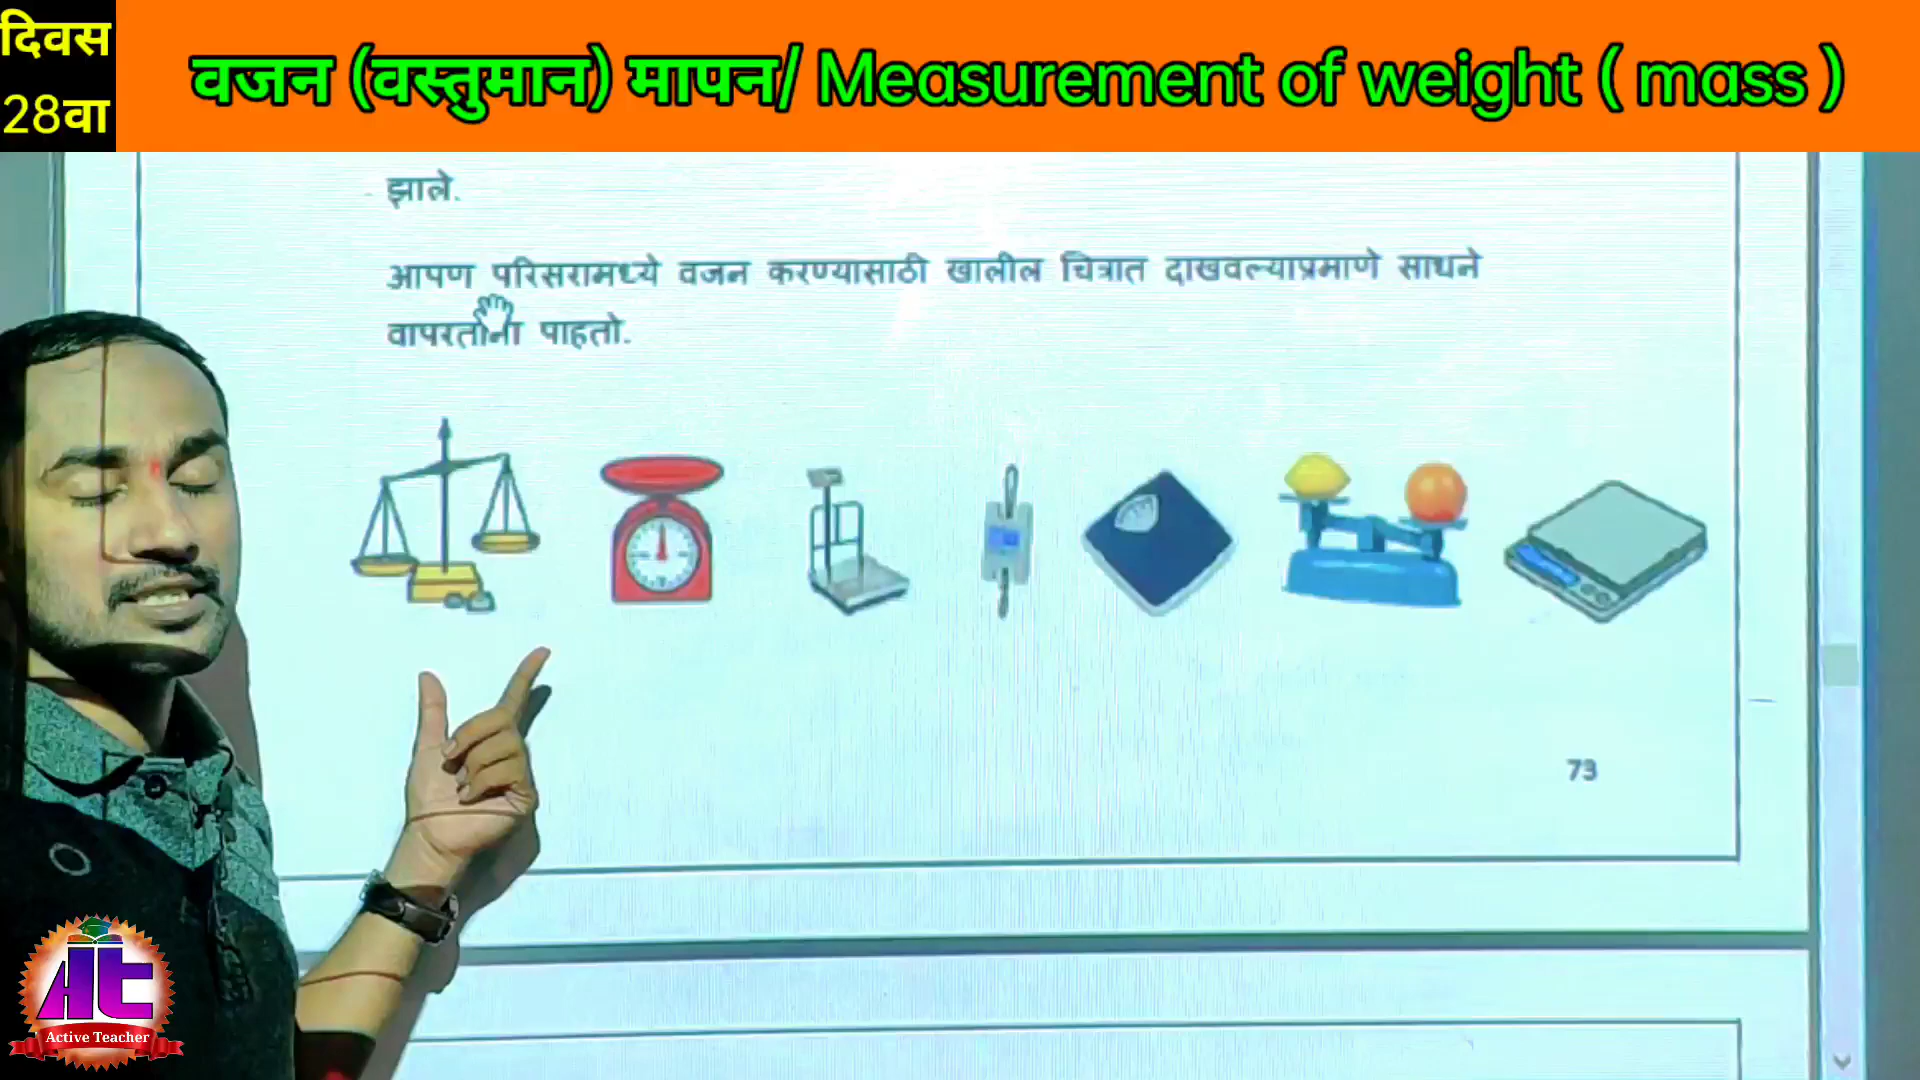 दिवस
28वा
वजन (वस्तुमान) मापन/ Measurement of weight ( mass )
झाले.
आपण परिसरामध्ये वजन करण्यासाठी खालील चित्रात दाखवल्याप्रमाणे साधने
वापरतांना पाहतो.
73
At
Active Teacher